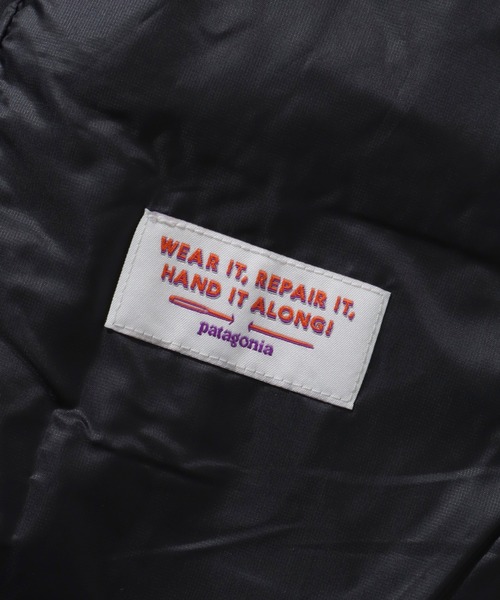 WEAR IT, REPAIR IT,
HAND IT ALONG!
patagonia